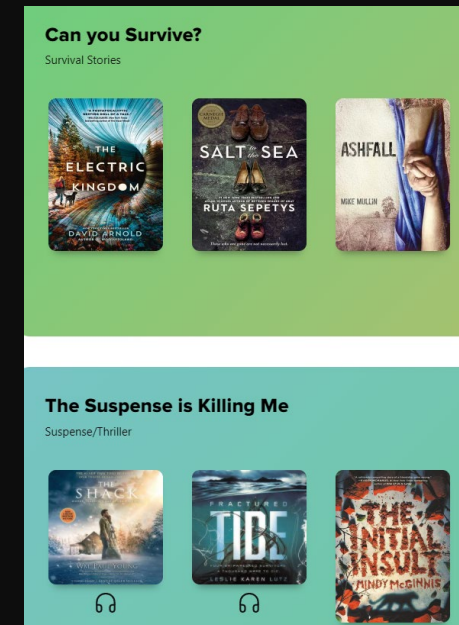 Can you Survive?
Survival Stories
THE
ELECTRIC
KINGDOM
DAVID ARNOLD
SALT to the SEA
RUTA SEPETYS
ASHFALL
MIKE MULLIN
The Suspense is Killing Me
Suspense/Thriller
THE
SHACK
FRACTURED
TIDE
LESLIE KAREN LUTZ
THE
INITIAL
INSULT
MINDY McGINNIS